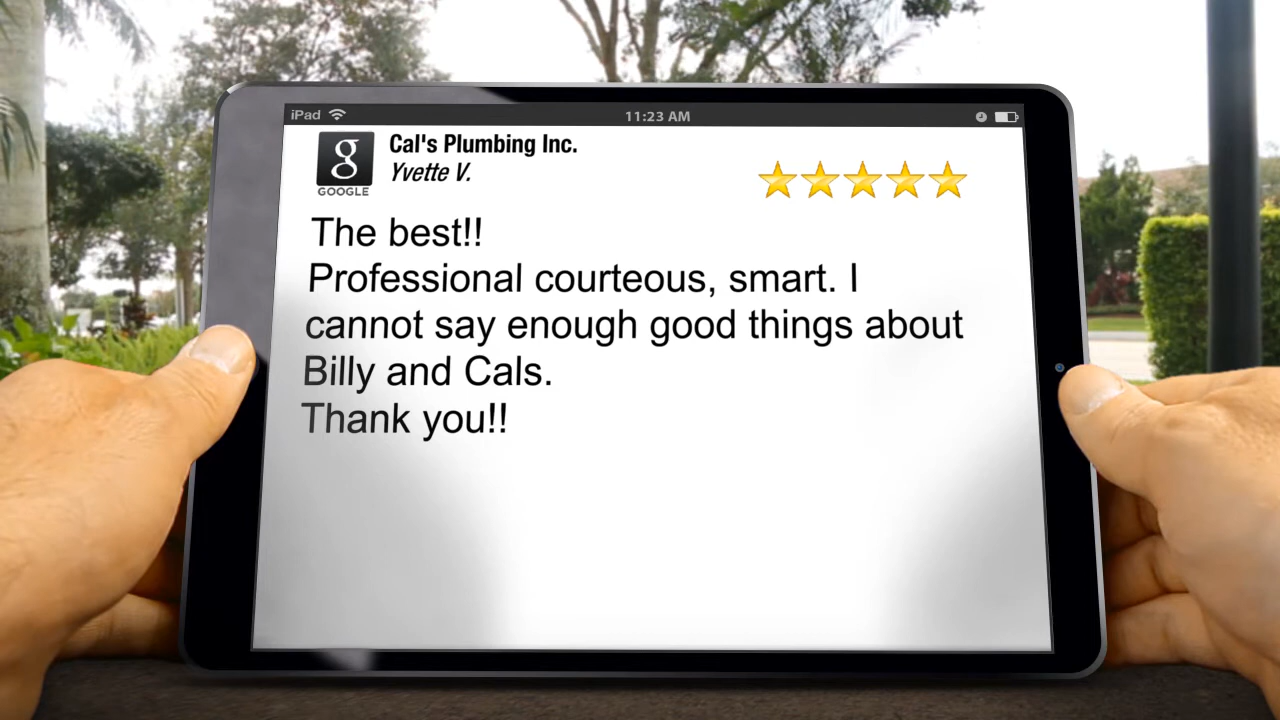 iPad 11:23 AM
g
GOOGLE
Cal's Plumbing Inc.
Yvette V.
The best!!
Professional courteous, smart. I
cannot say enough good things about
Billy and Cals.
Thank you!!